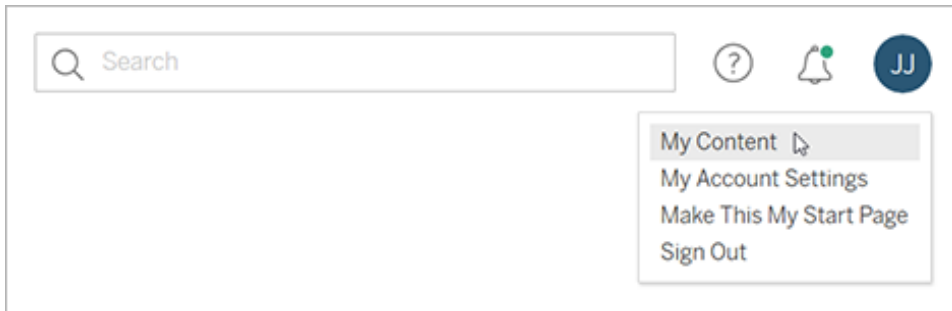 Search
?
JJ
My Content
My Account Settings
Make This My Start Page
Sign Out